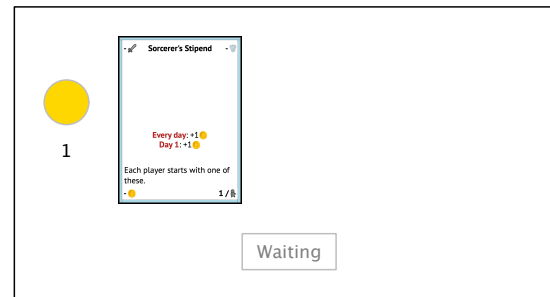 - Sorcerer's Stipend -
Every day: +1
Day 1: +1
1
Each player starts with one of
these.
- 1 /
Waiting